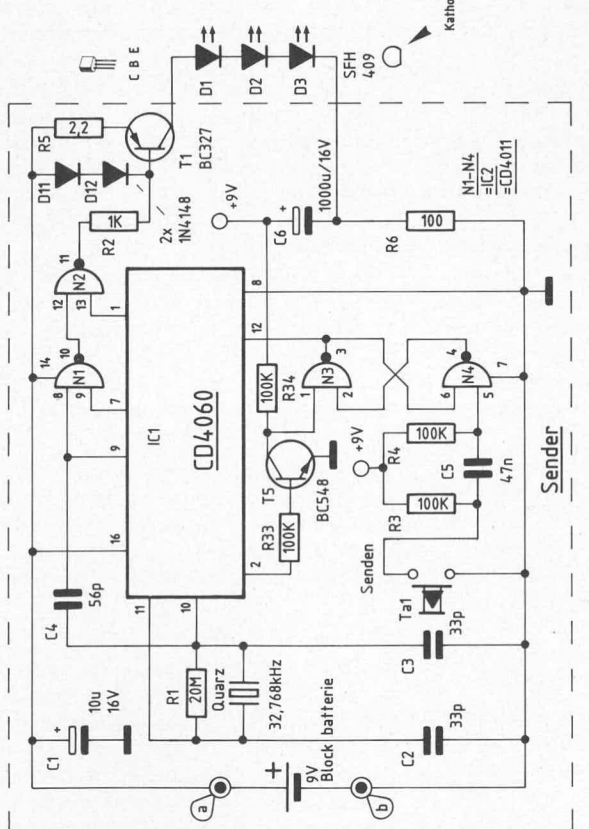 C1
10u
16V
C4
56p
16
11
10
R1
20M
Quarz
32,768kHz
a
9V
Block batterie
b
C2
33p
C3
33p
IC1
CD4060
9
7
1
2
12
8
14
8
9
N1
10
12
13
N2
11
R2
1K
D11
D12
2x
1N4148
R5
2,2
T1
BC327
C B E
D1
D2
D3
SFH
409
Katho
+9V
C6
1000u/16V
R6
100
N1-N4
=IC2
=CD4011
R33
100K
T5
BC548
100K
R34
1
2
N3
3
6
5
N4
4
7
+9V
R3
100K
R4
100K
C5
47n
Senden
Ta1
Sender